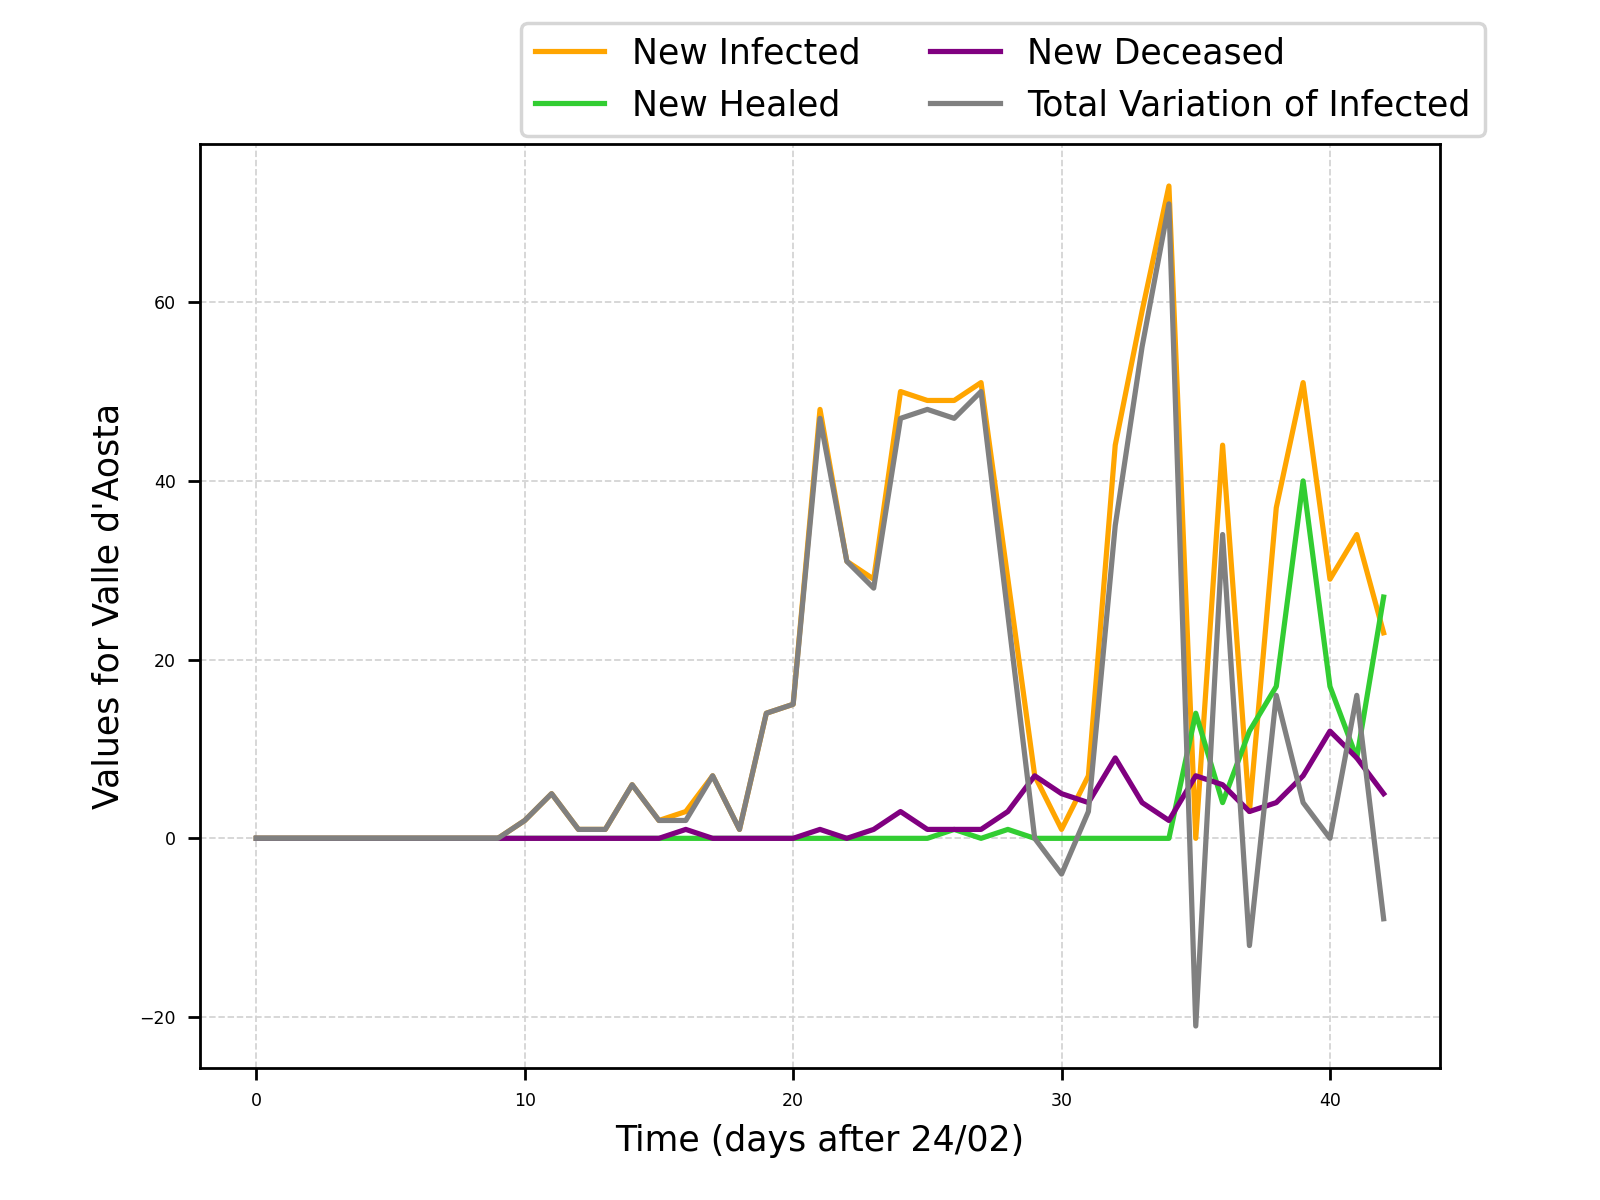 New Infected
New Healed
New Deceased
Total Variation of Infected
Values for Valle d'Aosta
60
40
20
0
−20
0 10 20 30 40
Time (days after 24/02)